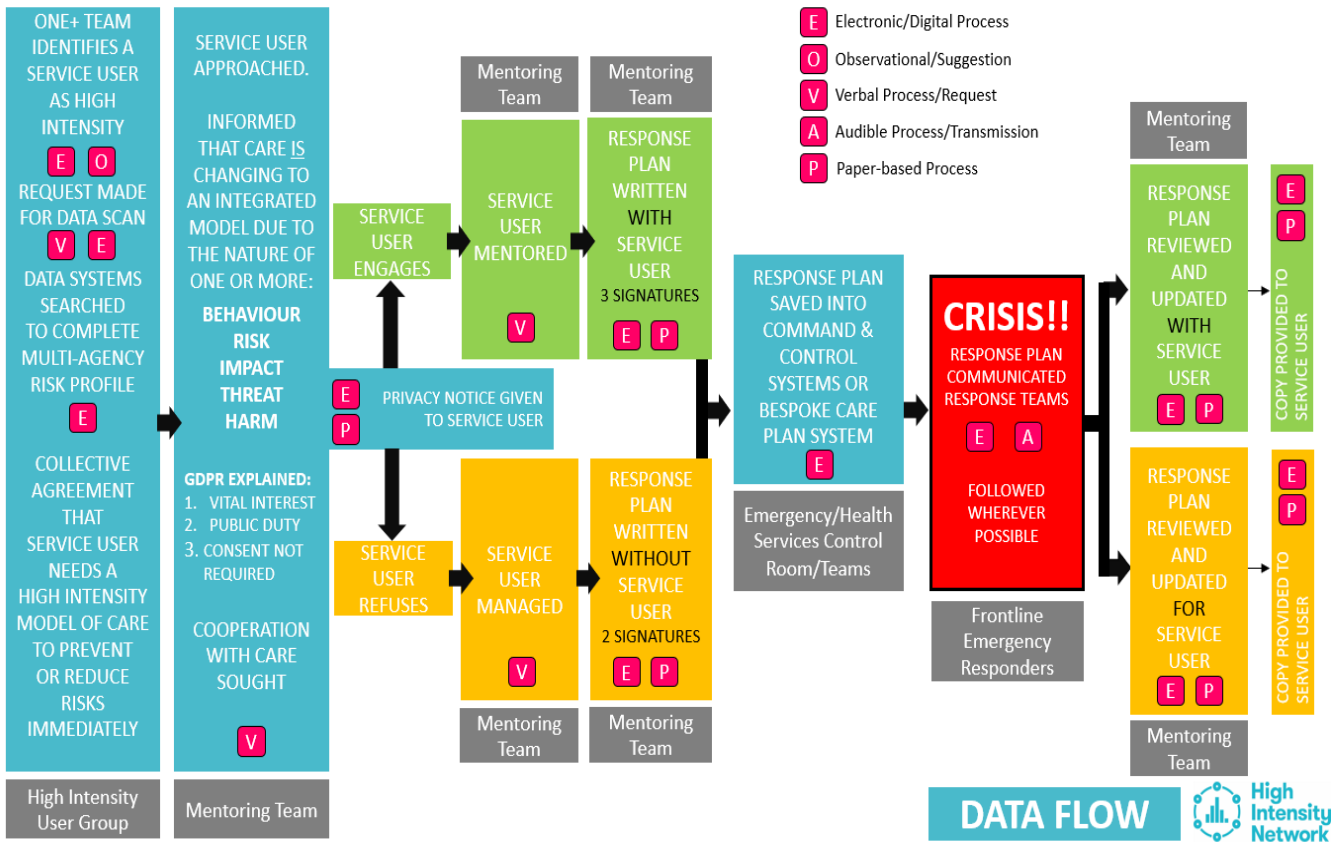 ONE+ TEAM
IDENTIFIES A
SERVICE USER
AS HIGH
INTENSITY
E O
REQUEST MADE
FOR DATA SCAN
V E
DATA SYSTEMS
SEARCHED
TO COMPLETE
MULTI-AGENCY
RISK PROFILE
E
COLLECTIVE
AGREEMENT
THAT
SERVICE USER
NEEDS A
HIGH INTENSITY
MODEL OF CARE
TO PREVENT
OR REDUCE
RISKS
IMMEDIATELY
High Intensity
User Group
SERVICE USER
APPROACHED.
INFORMED
THAT CARE IS
CHANGING TO
AN INTEGRATED
MODEL DUE TO
THE NATURE OF
ONE OR MORE:
BEHAVIOUR
RISK
IMPACT
THREAT
HARM
GDPR EXPLAINED:
1. VITAL INTEREST
2. PUBLIC DUTY
3. CONSENT NOT
REQUIRED
COOPERATION
WITH CARE
SOUGHT
V
Mentoring Team
SERVICE
USER
ENGAGES
E
P
PRIVACY NOTICE GIVEN
TO SERVICE USER
SERVICE
USER
REFUSES
Mentoring
Team
SERVICE
USER
MENTORED
V
Mentoring
Team
RESPONSE
PLAN
WRITTEN
WITH
SERVICE
USER
3 SIGNATURES
E P
SERVICE
USER
MANAGED
V
Mentoring
Team
RESPONSE
PLAN
WRITTEN
WITHOUT
SERVICE
USER
2 SIGNATURES
E P
Mentoring
Team
RESPONSE PLAN
SAVED INTO
COMMAND &
CONTROL
SYSTEMS OR
BESPOKE CARE
PLAN SYSTEM
E
Emergency/Health
Services Control
Room/Teams
E Electronic/Digital Process
O Observational/Suggestion
V Verbal Process/Request
A Audible Process/Transmission
P Paper-based Process
CRISIS!!
RESPONSE PLAN
COMMUNICATED
RESPONSE TEAMS
E A
FOLLOWED
WHEREVER
POSSIBLE
Frontline
Emergency
Responders
Mentoring
Team
RESPONSE
PLAN
REVIEWED
AND
UPDATED
WITH
SERVICE
USER
E P
E
P
COPY PROVIDED TO
SERVICE USER
RESPONSE
PLAN
REVIEWED
AND
UPDATED
FOR
SERVICE
USER
E P
E
P
COPY PROVIDED TO
SERVICE USER
Mentoring
Team
DATA FLOW
High
Intensity
Network